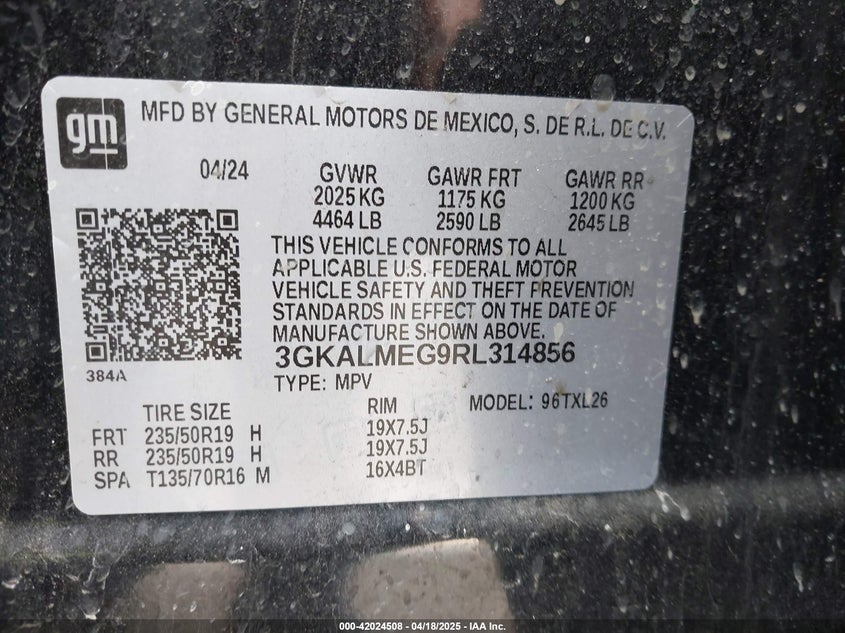 gm MFD BY GENERAL MOTORS DE MEXICO, S. DE R.L. DE C.V.
04/24 GVWR GAWR FRT GAWR RR
2025 KG 1175 KG 1200 KG
4464 LB 2590 LB 2645 LB
THIS VEHICLE CONFORMS TO ALL
APPLICABLE U.S. FEDERAL MOTOR
VEHICLE SAFETY AND THEFT PREVENTION
STANDARDS IN EFFECT ON THE DATE OF
MANUFACTURE SHOWN ABOVE.
3GKALMEG9RL314856
384A
TYPE: MPV MODEL: 96TXL26
TIRE SIZE RIM
FRT 235/50R19 H 19X7.5J
RR 235/50R19 H 19X7.5J
SPA T135/70R16 M 16X4BT
000-42024508 - 04/18/2025 - IAA Inc.